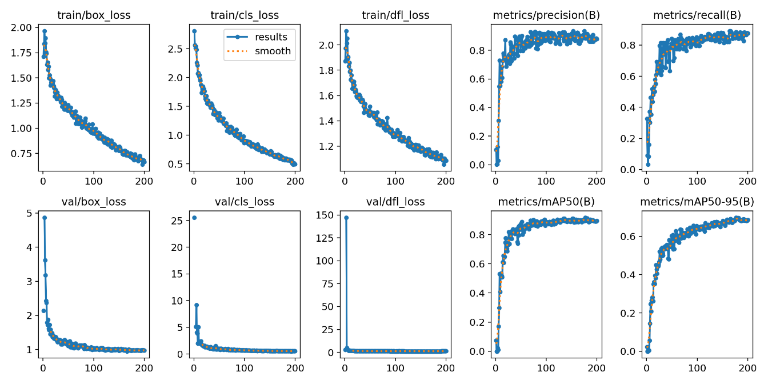 train/box_loss
train/cls_loss
train/dfl_loss
metrics/precision(B)
metrics/recall(B)
2.00
1.75
1.50
1.25
1.00
0.75
0 100 200
2.5
2.0
1.5
1.0
0.5
0 100 200
results
smooth
2.0
1.8
1.6
1.4
1.2
0 100 200
0.8
0.6
0.4
0.2
0.0
0 100 200
0.8
0.6
0.4
0.2
0.0
0 100 200
val/box_loss
val/cls_loss
val/dfl_loss
metrics/mAP50(B)
metrics/mAP50-95(B)
5
4
3
2
1
0 100 200
25
20
15
10
5
0
0 100 200
150
125
100
75
50
25
0
0 100 200
0.8
0.6
0.4
0.2
0.0
0 100 200
0.6
0.4
0.2
0.0
0 100 200